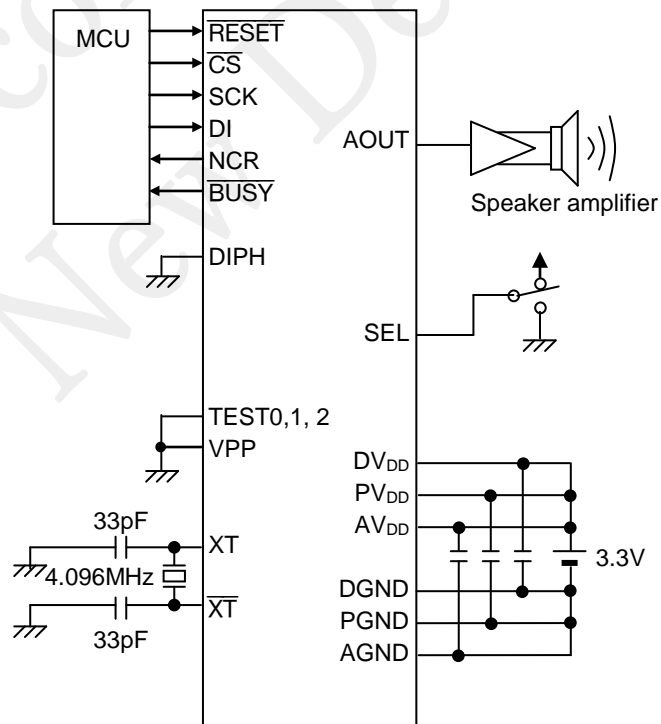 MCU
RESET
CS
SCK
DI
NCR
BUSY
DIPH
TEST0,1, 2
VPP
33pF
XT
4.096MHz
XT
33pF
AOUT
Speaker amplifier
SEL
DVDD
PVDD
AVDD
3.3V
DGND
PGND
AGND
New